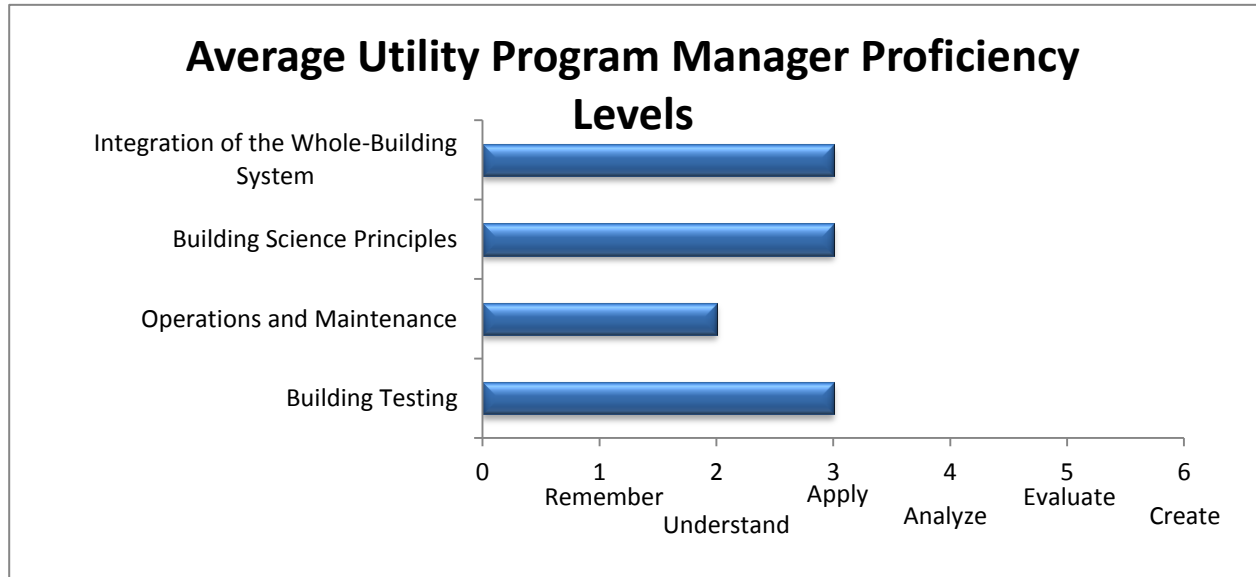 Average Utility Program Manager Proficiency
Levels
Integration of the Whole-Building
System
Building Science Principles
Operations and Maintenance
Building Testing
0 1 2 3 4 5 6
Remember
Understand
Apply
Analyze
Evaluate
Create